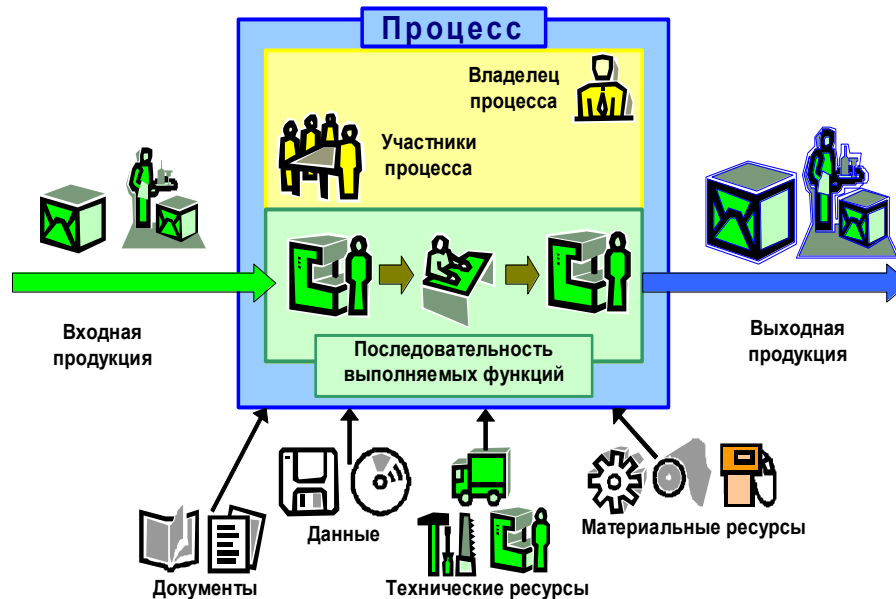 Процесс
Владелец
процесса
Участники
процесса
Входная
продукция
Выходная
продукция
Последовательность
выполняемых функций
Данные
Материальные ресурсы
Документы
Технические ресурсы